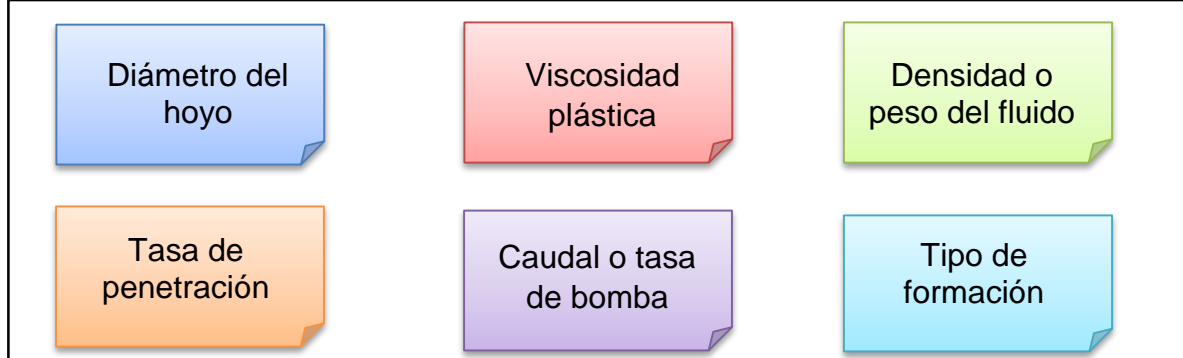 Diámetro del
hoyo
Viscosidad
plástica
Densidad o
peso del fluido
Tasa de
penetración
Caudal o tasa
de bomba
Tipo de
formación